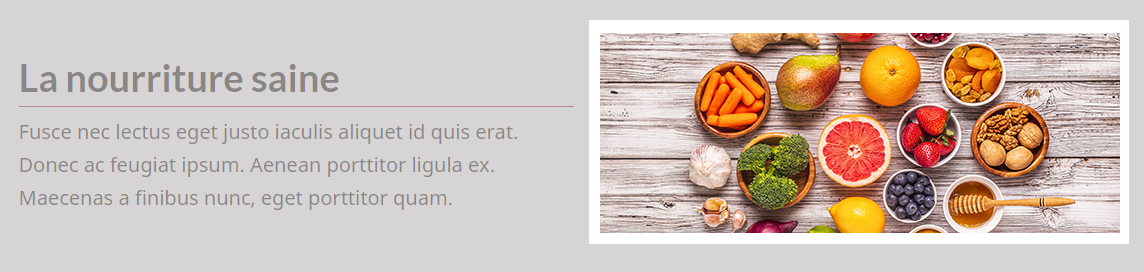 La nourriture saine
Fusce nec lectus eget justo iaculis aliquet id quis erat.
Donec ac feugiat ipsum. Aenean porttitor ligula ex.
Maecenas a finibus nunc, eget porttitor quam.